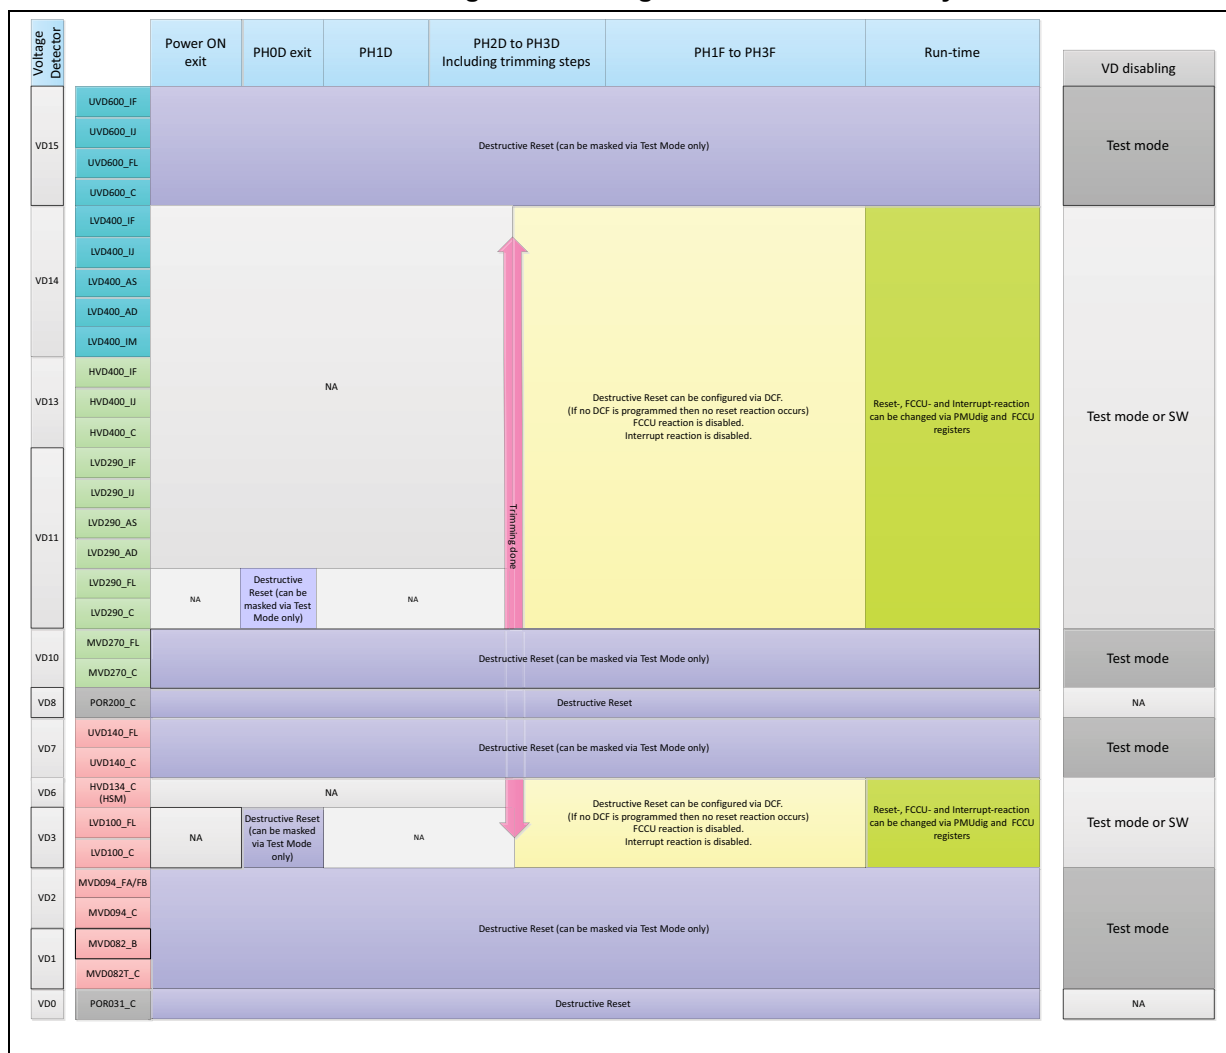 Voltage
Detector
Power ON
exit
PH0D exit
PH1D
PH2D to PH3D
Including trimming steps
PH1F to PH3F
Run-time
VD disabling
VD15
UVD600_IF
UVD600_IJ
UVD600_FL
UVD600_C
Destructive Reset (can be masked via Test Mode only)
Test mode
VD14
LVD400_IF
LVD400_IJ
LVD400_AS
LVD400_AD
LVD400_IM
VD13
HVD400_IF
HVD400_IJ
HVD400_C
VD11
LVD290_IF
LVD290_IJ
LVD290_AS
LVD290_AD
LVD290_FL
LVD290_C
NA
NA
Destructive
Reset (can be
masked via Test
Mode only)
NA
Trimming done
Destructive Reset can be configured via DCF.
(If no DCF is programmed then no reset reaction occurs)
FCCU reaction is disabled.
Interrupt reaction is disabled.
Reset-, FCCU- and Interrupt-reaction
can be changed via PMUdig and FCCU
registers
Test mode or SW
VD10
MVD270_FL
MVD270_C
Destructive Reset (can be masked via Test Mode only)
Test mode
VD8
POR200_C
Destructive Reset
NA
VD7
UVD140_FL
UVD140_C
Destructive Reset (can be masked via Test Mode only)
Test mode
VD6
HVD134_C
(HSM)
NA
VD3
LVD100_FL
LVD100_C
NA
Destructive Reset
(can be masked
via Test Mode
only)
NA
Destructive Reset can be configured via DCF.
(If no DCF is programmed then no reset reaction occurs)
FCCU reaction is disabled.
Interrupt reaction is disabled.
Reset-, FCCU- and Interrupt-reaction
can be changed via PMUdig and FCCU
registers
Test mode or SW
VD2
MVD094_FA/FB
MVD094_C
VD1
MVD082_B
MVD082T_C
Destructive Reset (can be masked via Test Mode only)
Test mode
VD0
POR031_C
Destructive Reset
NA